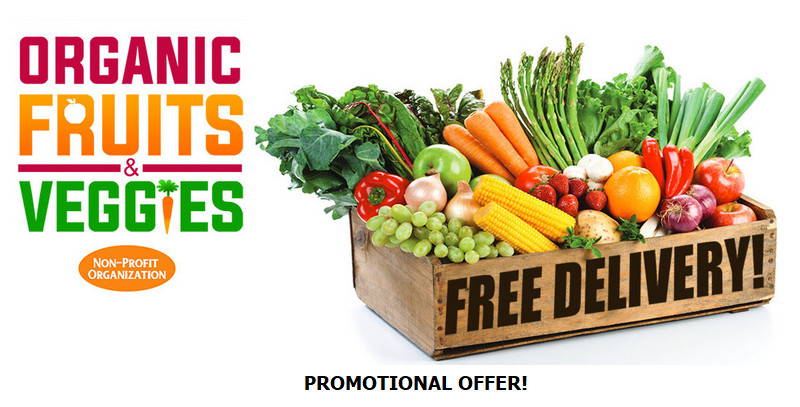 ORGANIC
FRUITS
&
VEGGIES
NON-PROFIT
ORGANIZATION
FREE DELIVERY!
PROMOTIONAL OFFER!